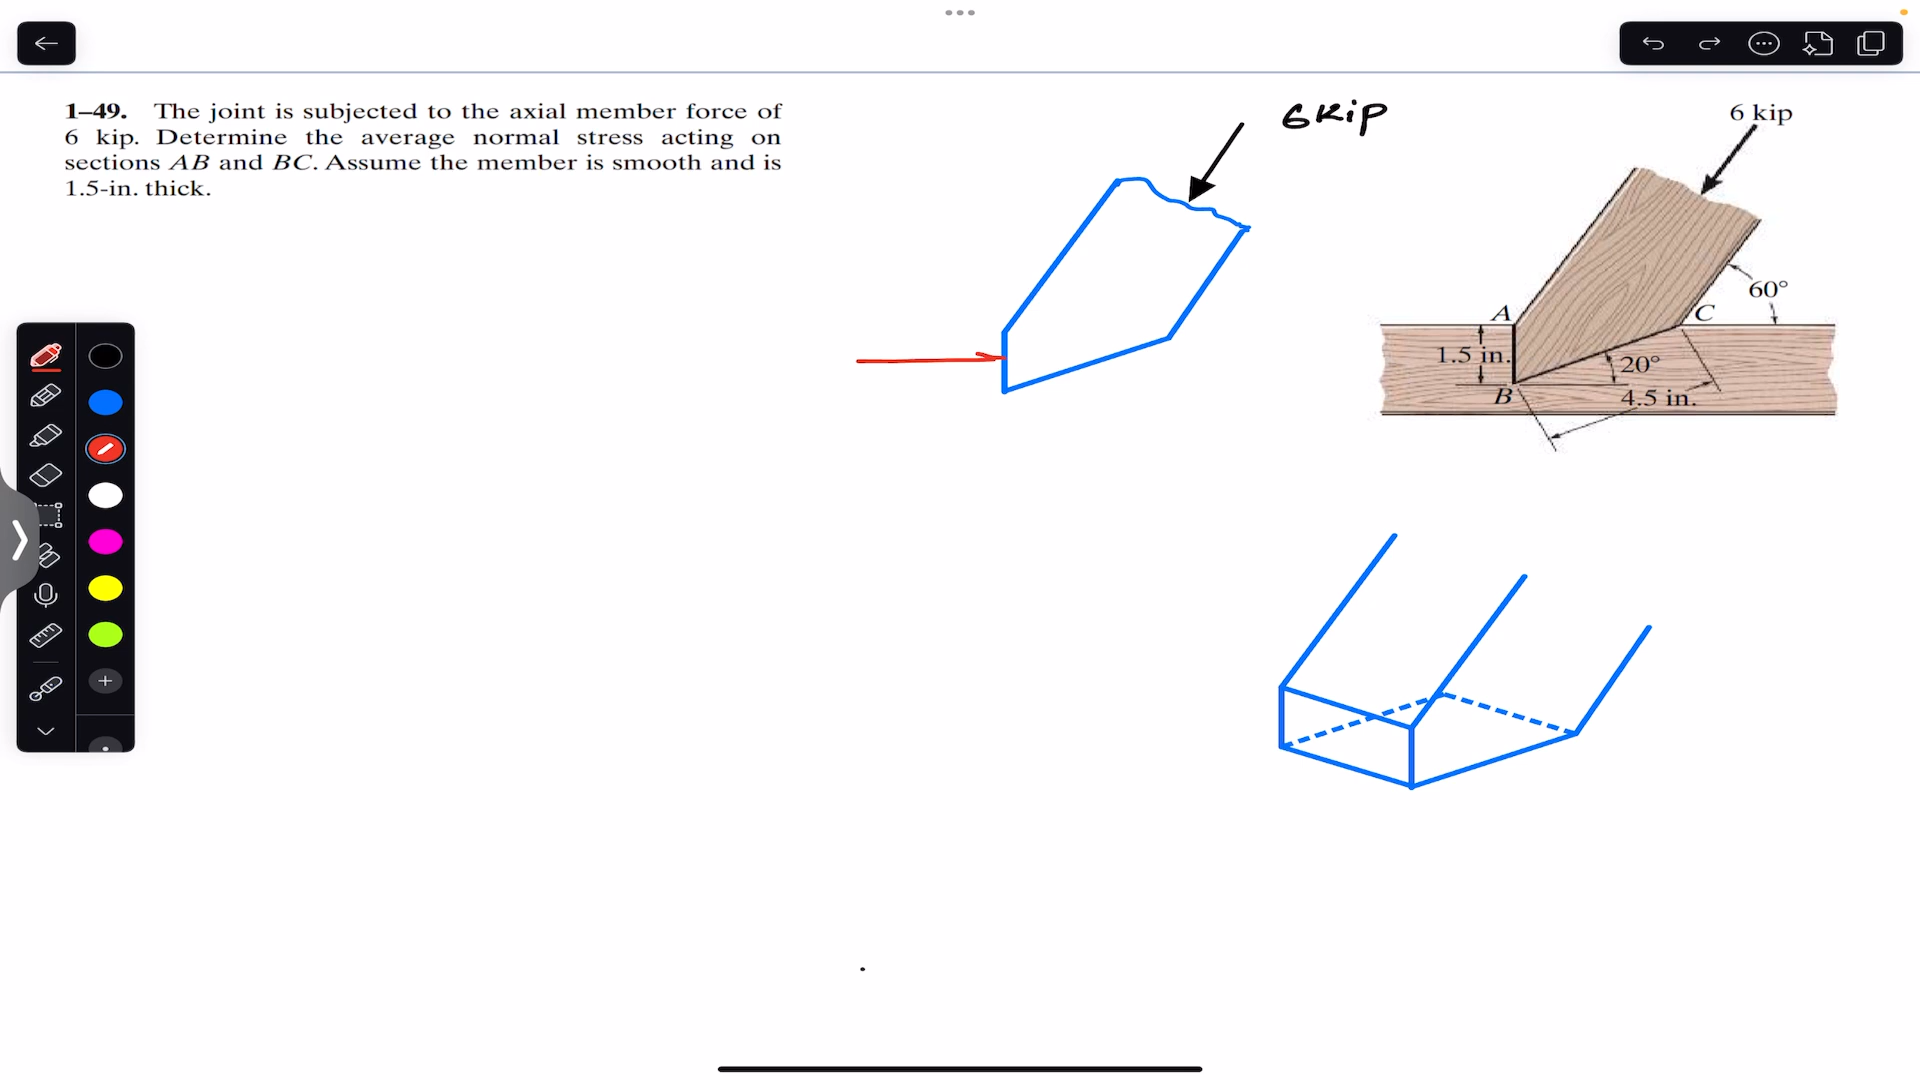 1–49. The joint is subjected to the axial member force of
6 kip. Determine the average normal stress acting on
sections AB and BC. Assume the member is smooth and is
1.5-in. thick.
6 kip
6 kip
60°
A
C
1.5 in.
20°
B
4.5 in.